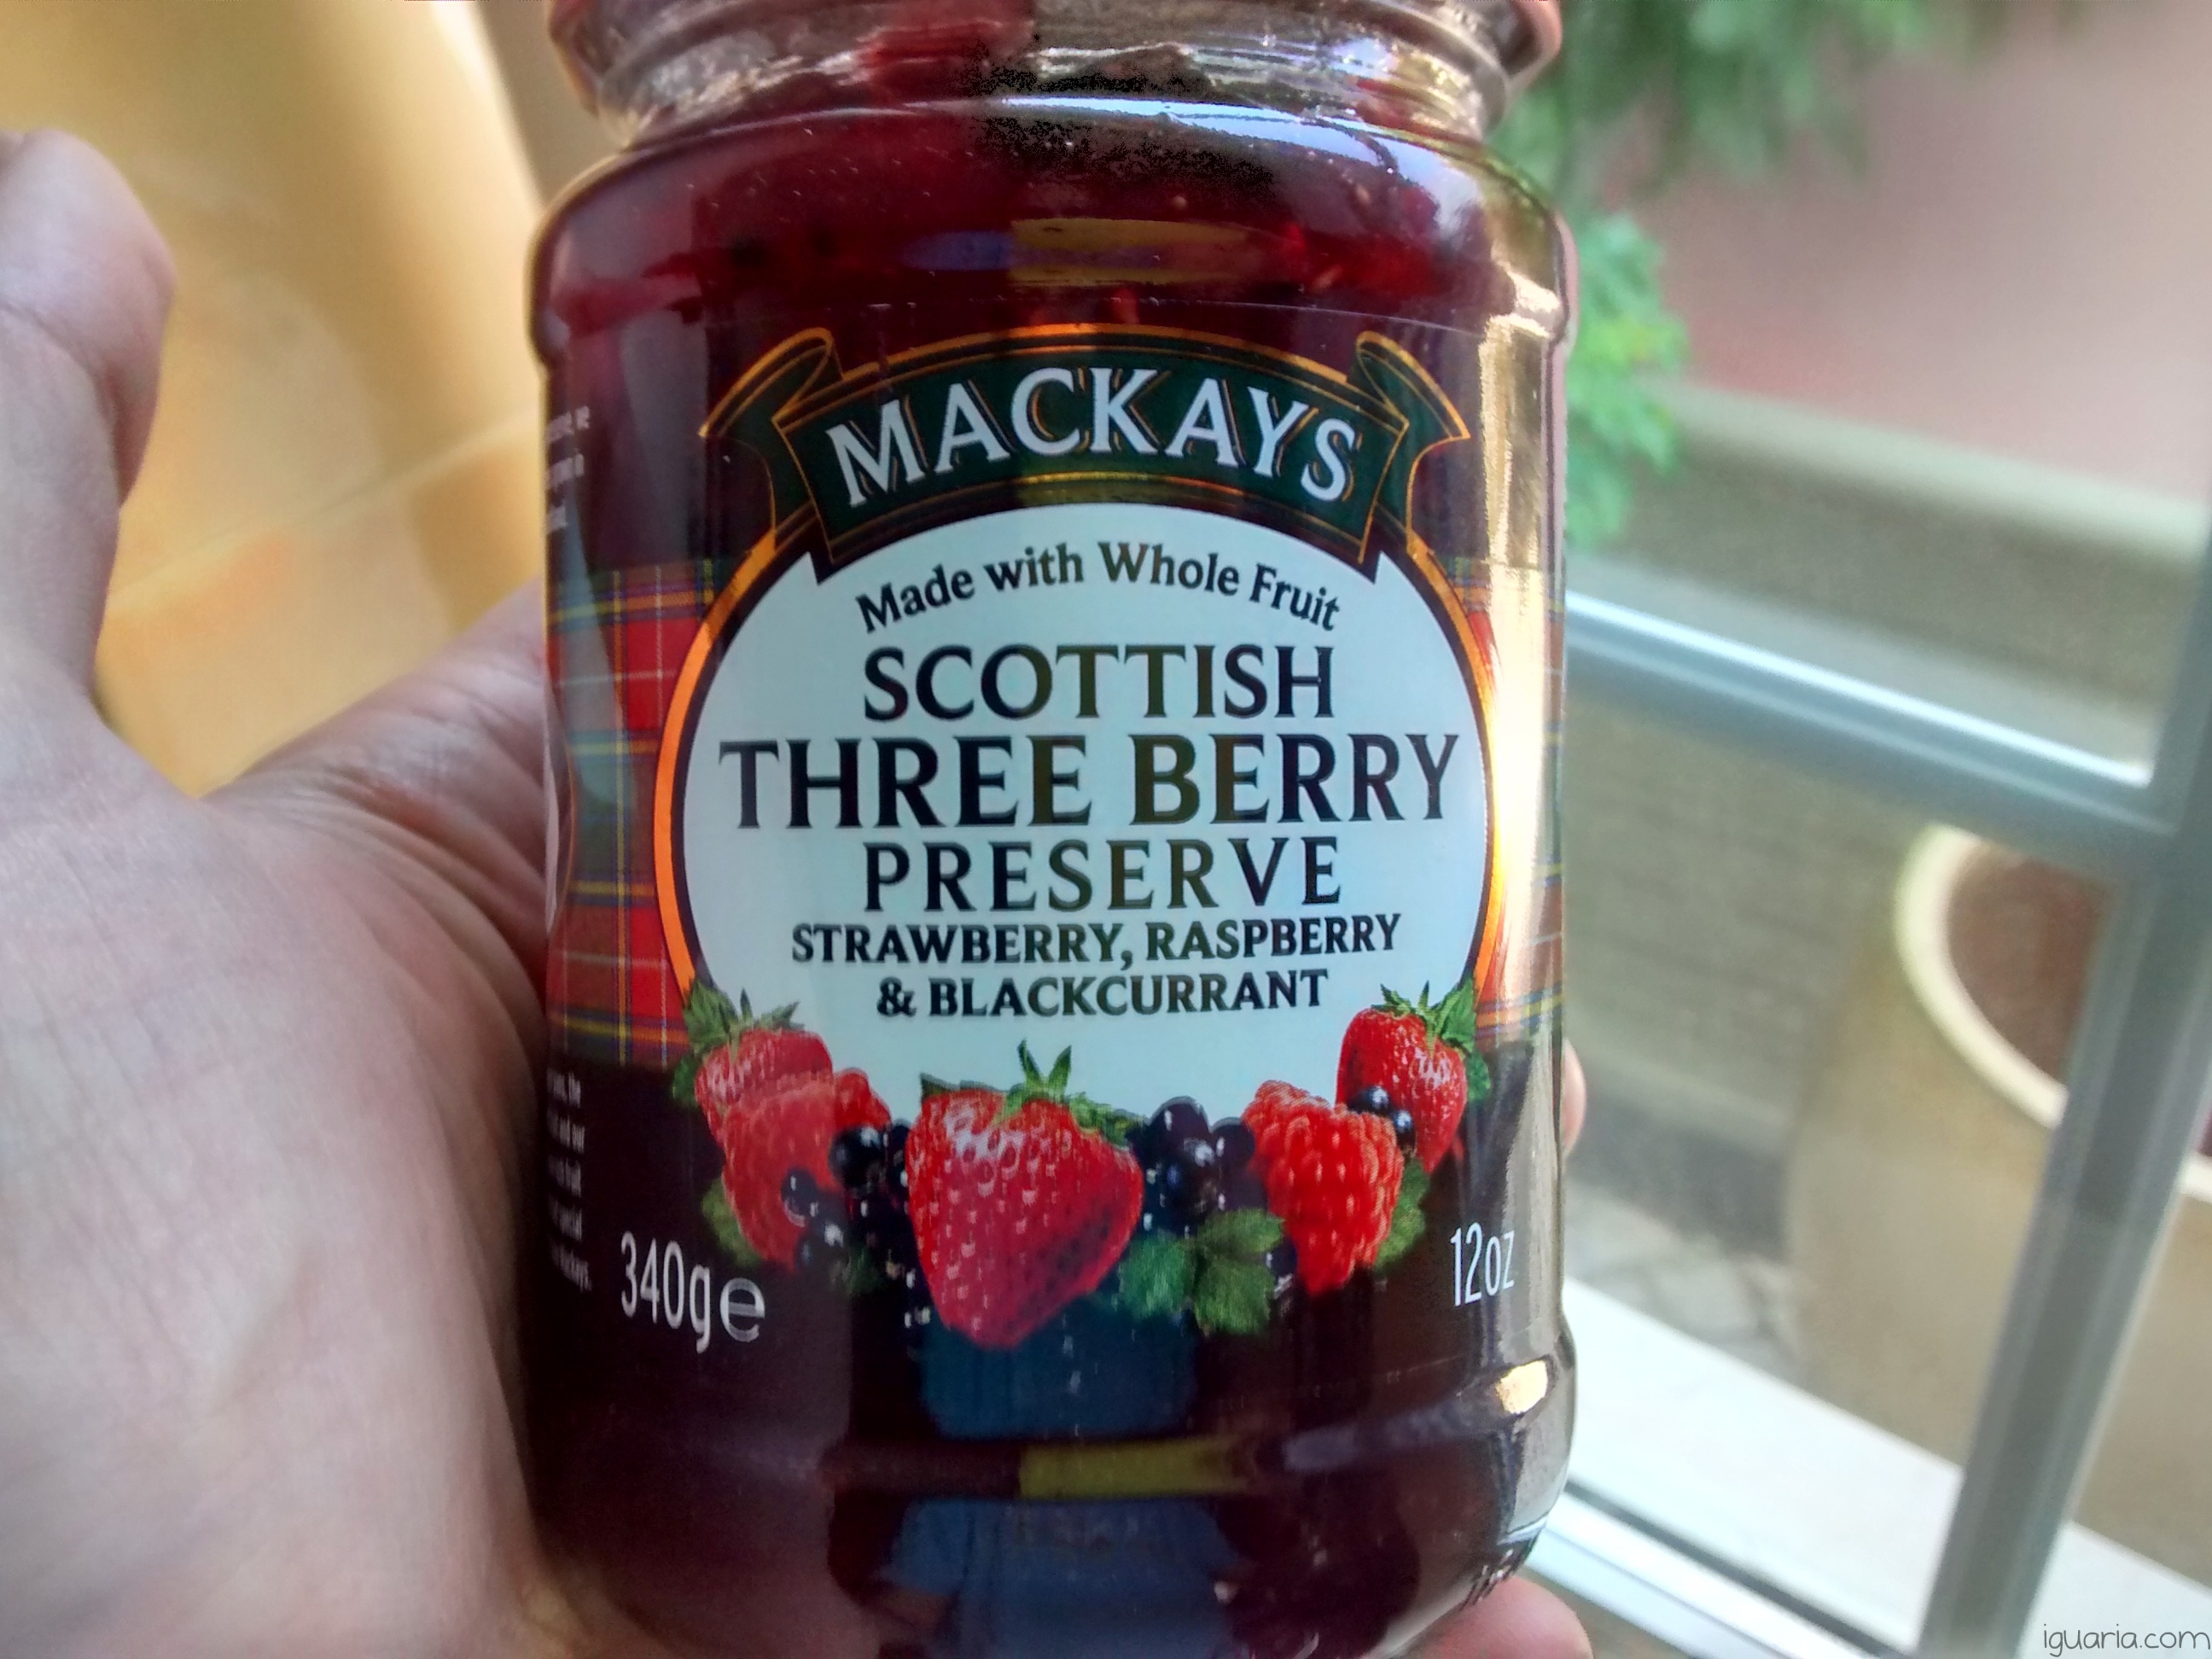 MACKAYS
Made with Whole Fruit
SCOTTISH
THREE BERRY
PRESERVE
STRAWBERRY, RASPBERRY
& BLACKCURRANT
340g e
12oz
iguaria.com